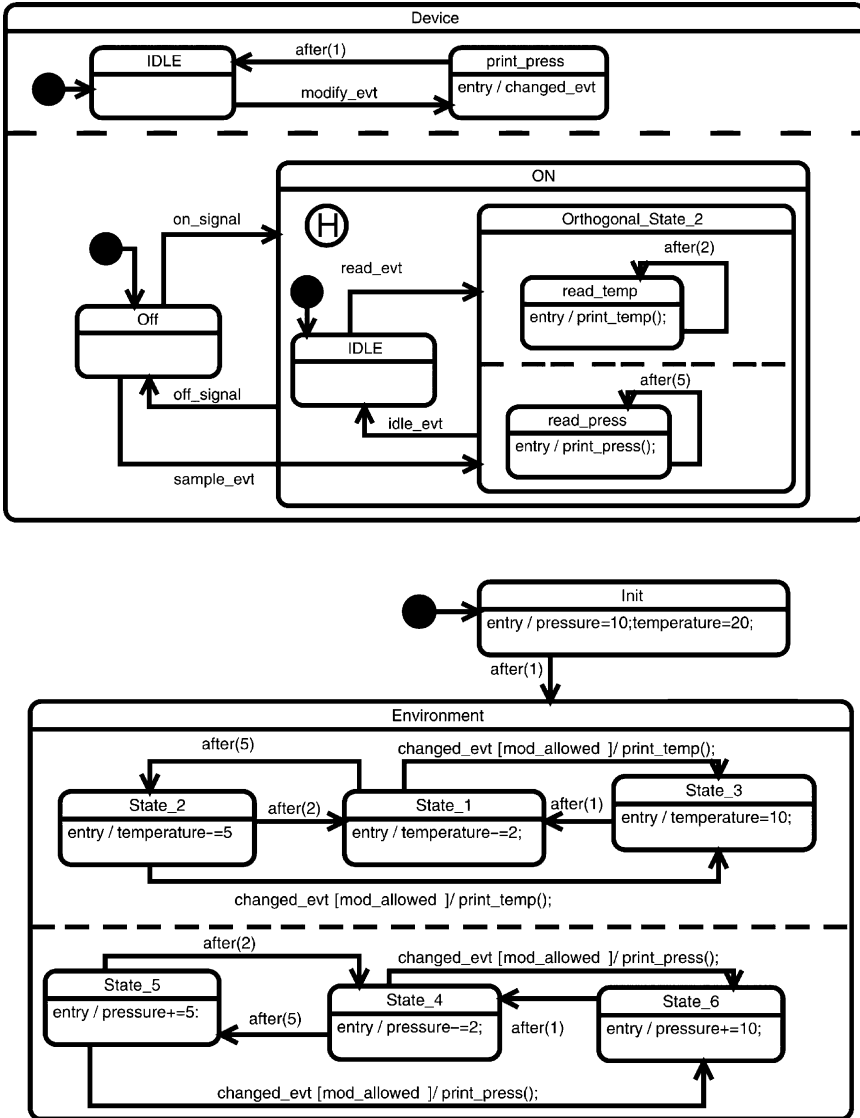 Device
IDLE
after(1)
print_press
entry / changed_evt
modify_evt
ON
H
Orthogonal_State_2
on_signal
after(2)
read_evt
read_temp
entry / print_temp();
Off
IDLE
after(5)
off_signal
idle_evt
read_press
entry / print_press();
sample_evt
Init
entry / pressure=10;temperature=20;
after(1)
Environment
after(5)
changed_evt [mod_allowed ]/ print_temp();
State_2
entry / temperature-=5
after(2)
State_1
entry / temperature-=2;
after(1)
State_3
entry / temperature=10;
changed_evt [mod_allowed ]/ print_temp();
after(2)
changed_evt [mod_allowed ]/ print_press();
State_5
entry / pressure+=5:
after(5)
State_4
entry / pressure-=2;
after(1)
State_6
entry / pressure+=10;
changed_evt [mod_allowed ]/ print_press();